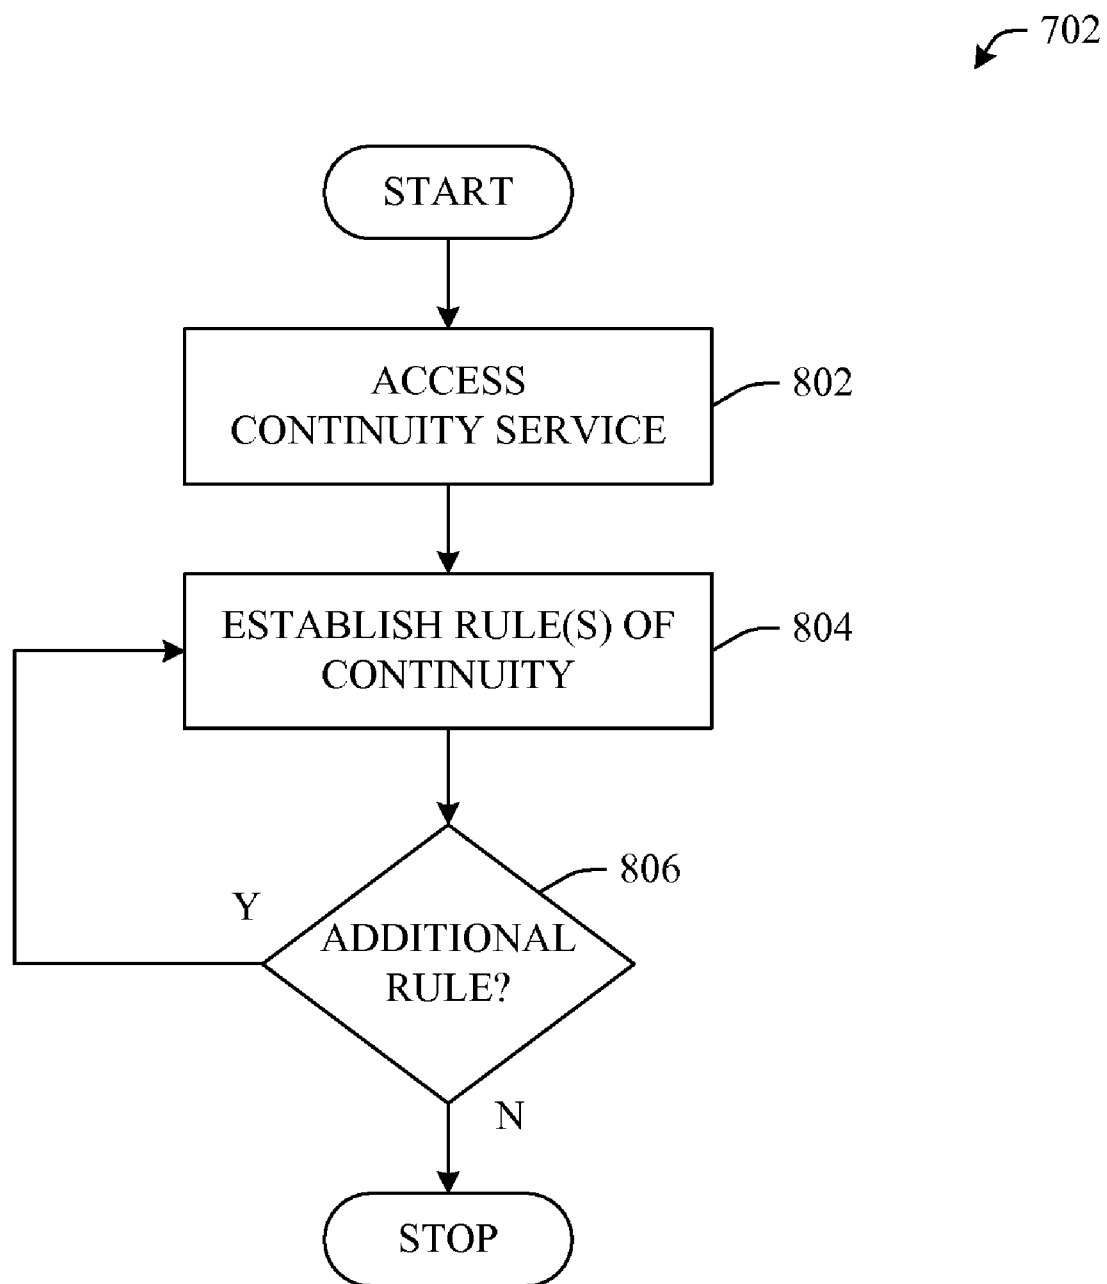 702
START
ACCESS
CONTINUITY SERVICE
802
ESTABLISH RULE(S) OF
CONTINUITY
804
806
Y
ADDITIONAL
RULE?
N
STOP